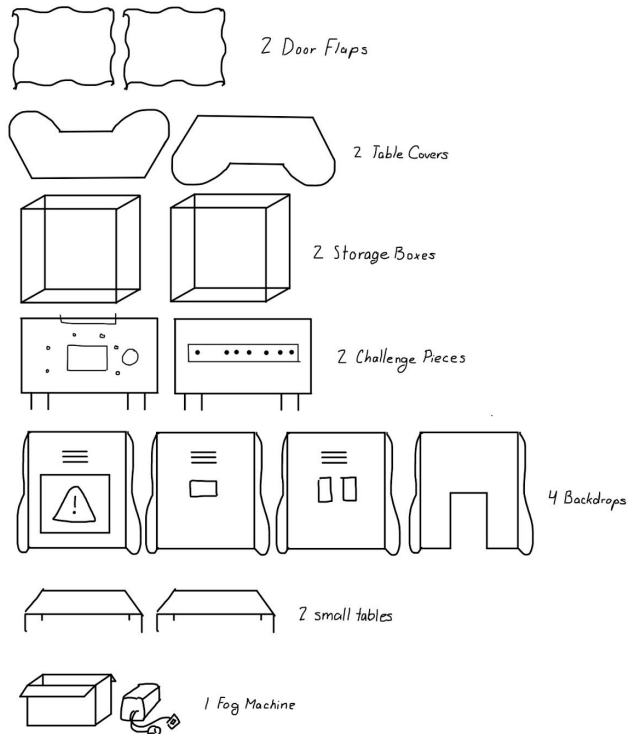 2 Door Flaps
2 Table Covers
2 Storage Boxes
2 Challenge Pieces
!
4 Backdrops
2 small tables
1 Fog Machine